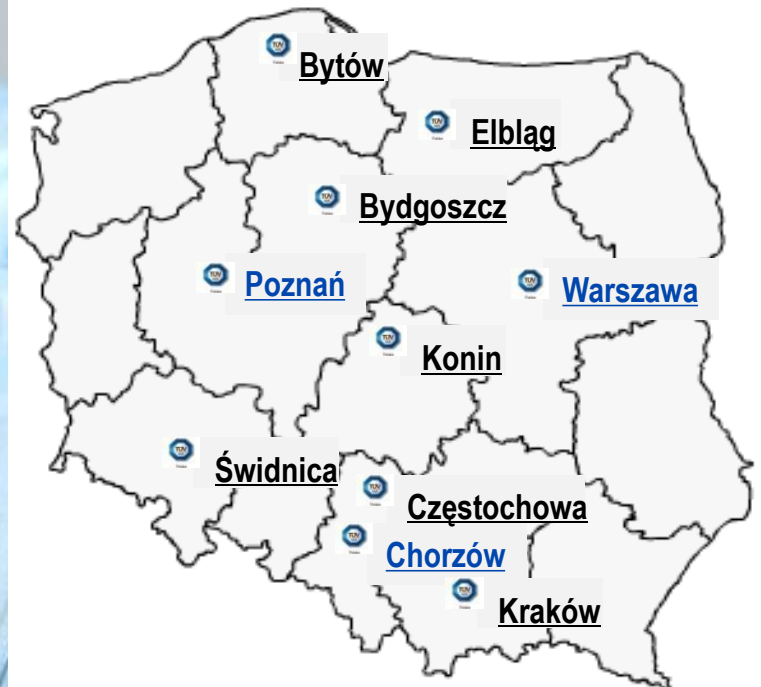 Bytów
Elbląg
Bydgoszcz
Poznań
Warszawa
Konin
Świdnica
Częstochowa
Chorzów
Kraków